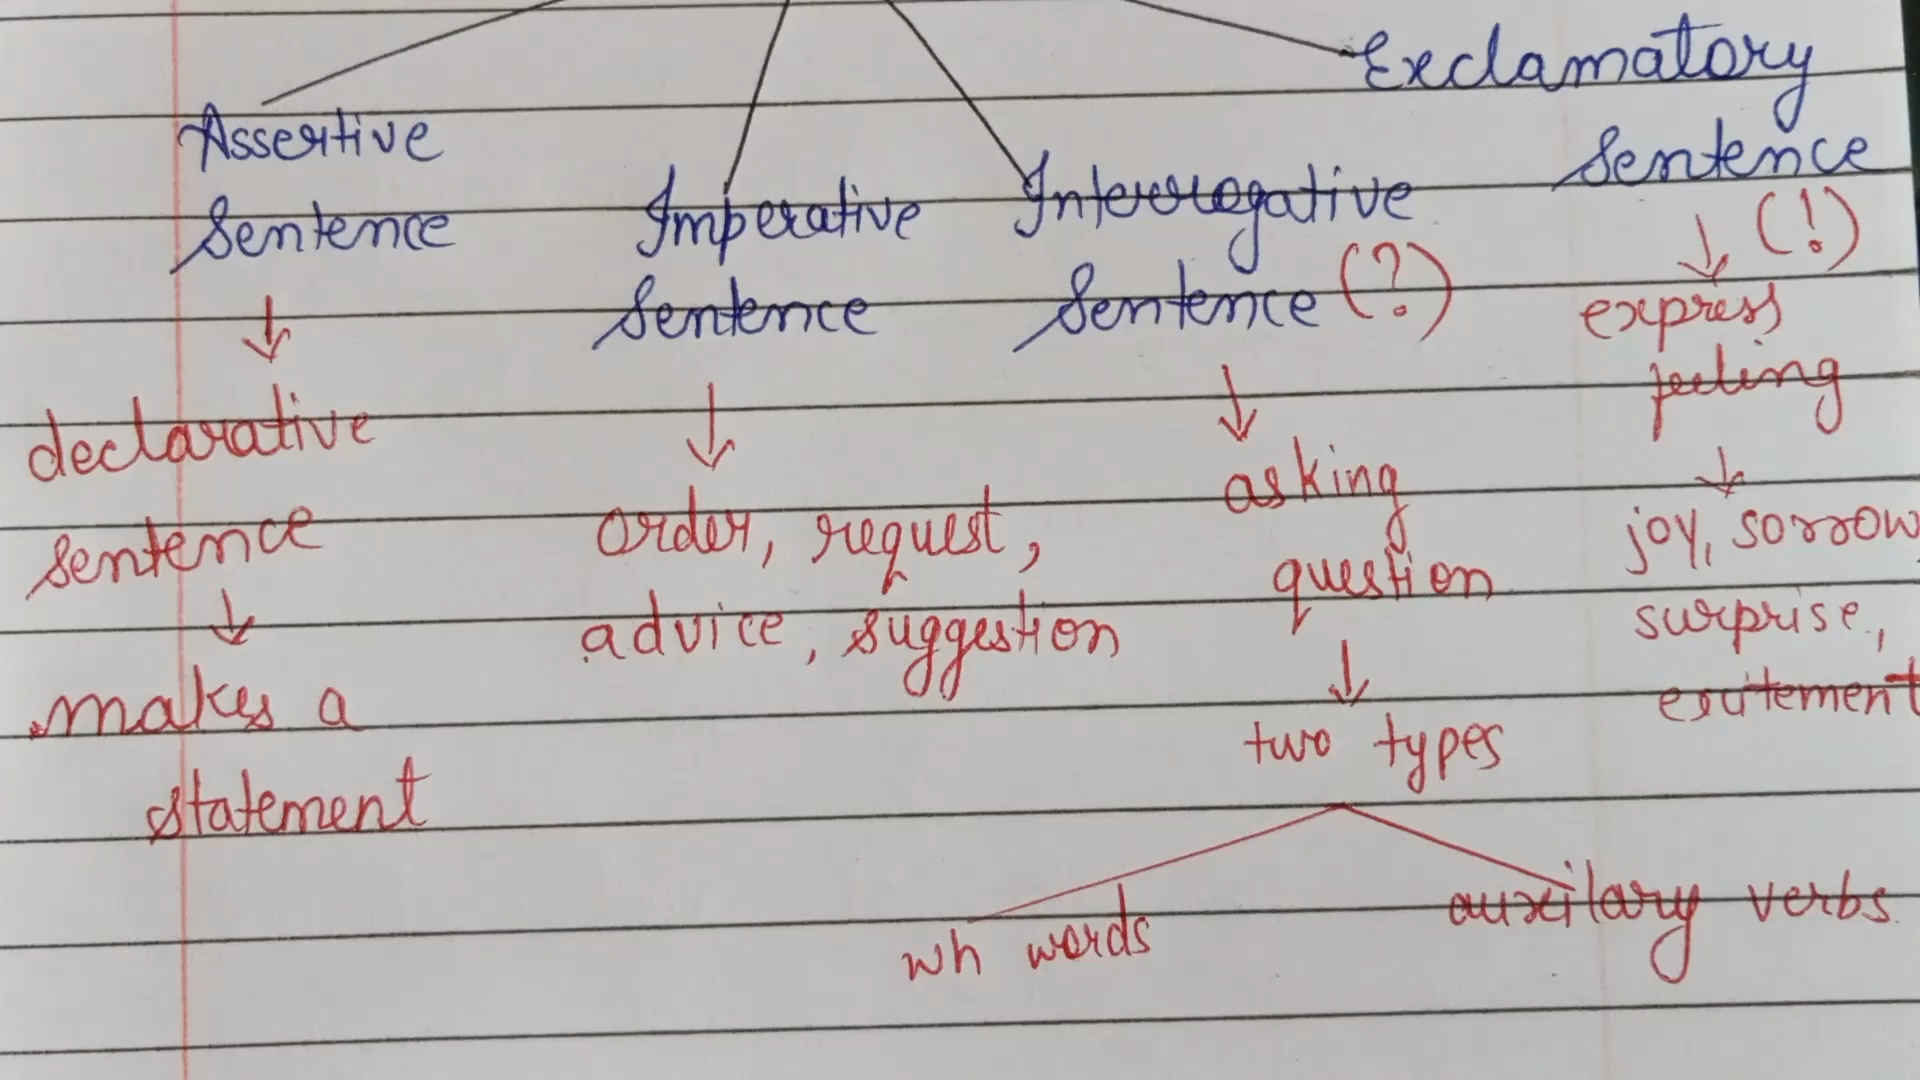 Assertive
Sentence
declarative
sentence
makes a
statement
Imperative
Sentence
order, request,
advice, suggestion
Interrogative
Sentence (?)
asking
question
two types
wh words
auxilary verbs
Exclamatory
Sentence
(!)
express
feeling
joy, sorrow,
surprise,
exitement